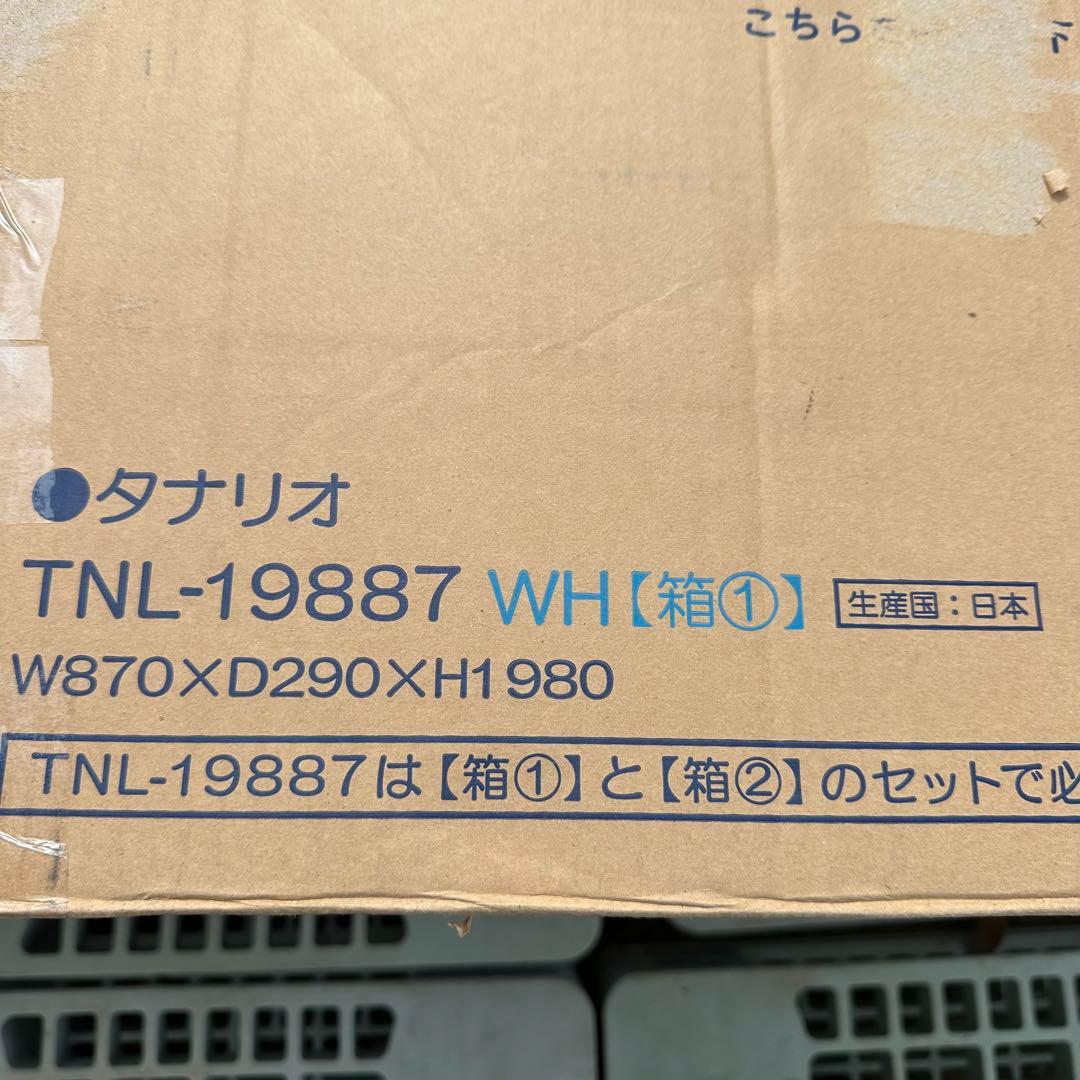 こちら
●タナリオ
TNL-19887 WH【箱①】 生産国：日本
W870×D290×H1980
TNL-19887は【箱①】と【箱②】のセットで必